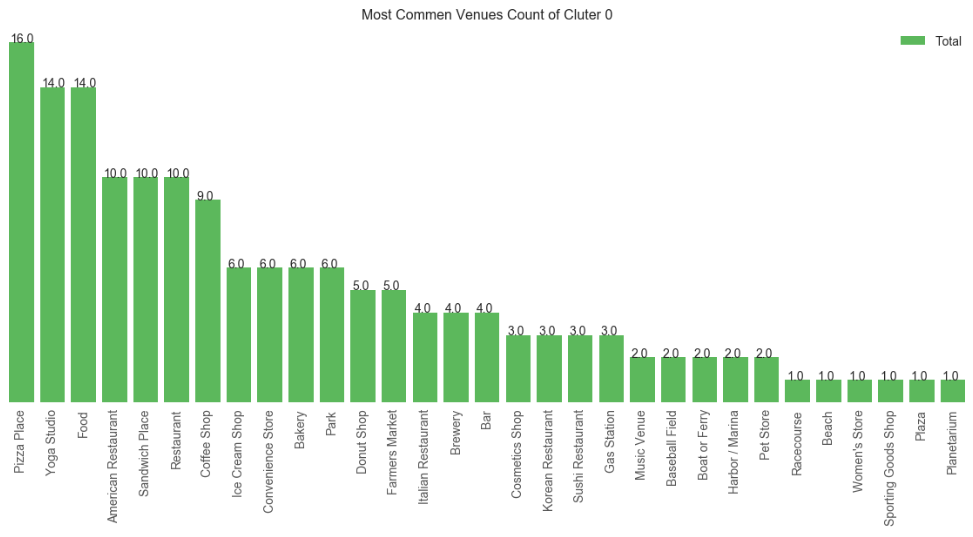 Most Commen Venues Count of Cluter 0
Total
16.0
14.0
14.0
10.0
10.0
10.0
9.0
6.0
6.0
6.0
6.0
5.0
5.0
4.0
4.0
4.0
3.0
3.0
3.0
3.0
2.0
2.0
2.0
2.0
2.0
1.0
1.0
1.0
1.0
1.0
1.0
Pizza Place
Yoga Studio
Food
American Restaurant
Sandwich Place
Restaurant
Coffee Shop
Ice Cream Shop
Convenience Store
Bakery
Park
Donut Shop
Farmers Market
Italian Restaurant
Brewery
Bar
Cosmetics Shop
Korean Restaurant
Sushi Restaurant
Gas Station
Music Venue
Baseball Field
Boat or Ferry
Harbor / Marina
Pet Store
Racecourse
Beach
Women's Store
Sporting Goods Shop
Plaza
Planetarium